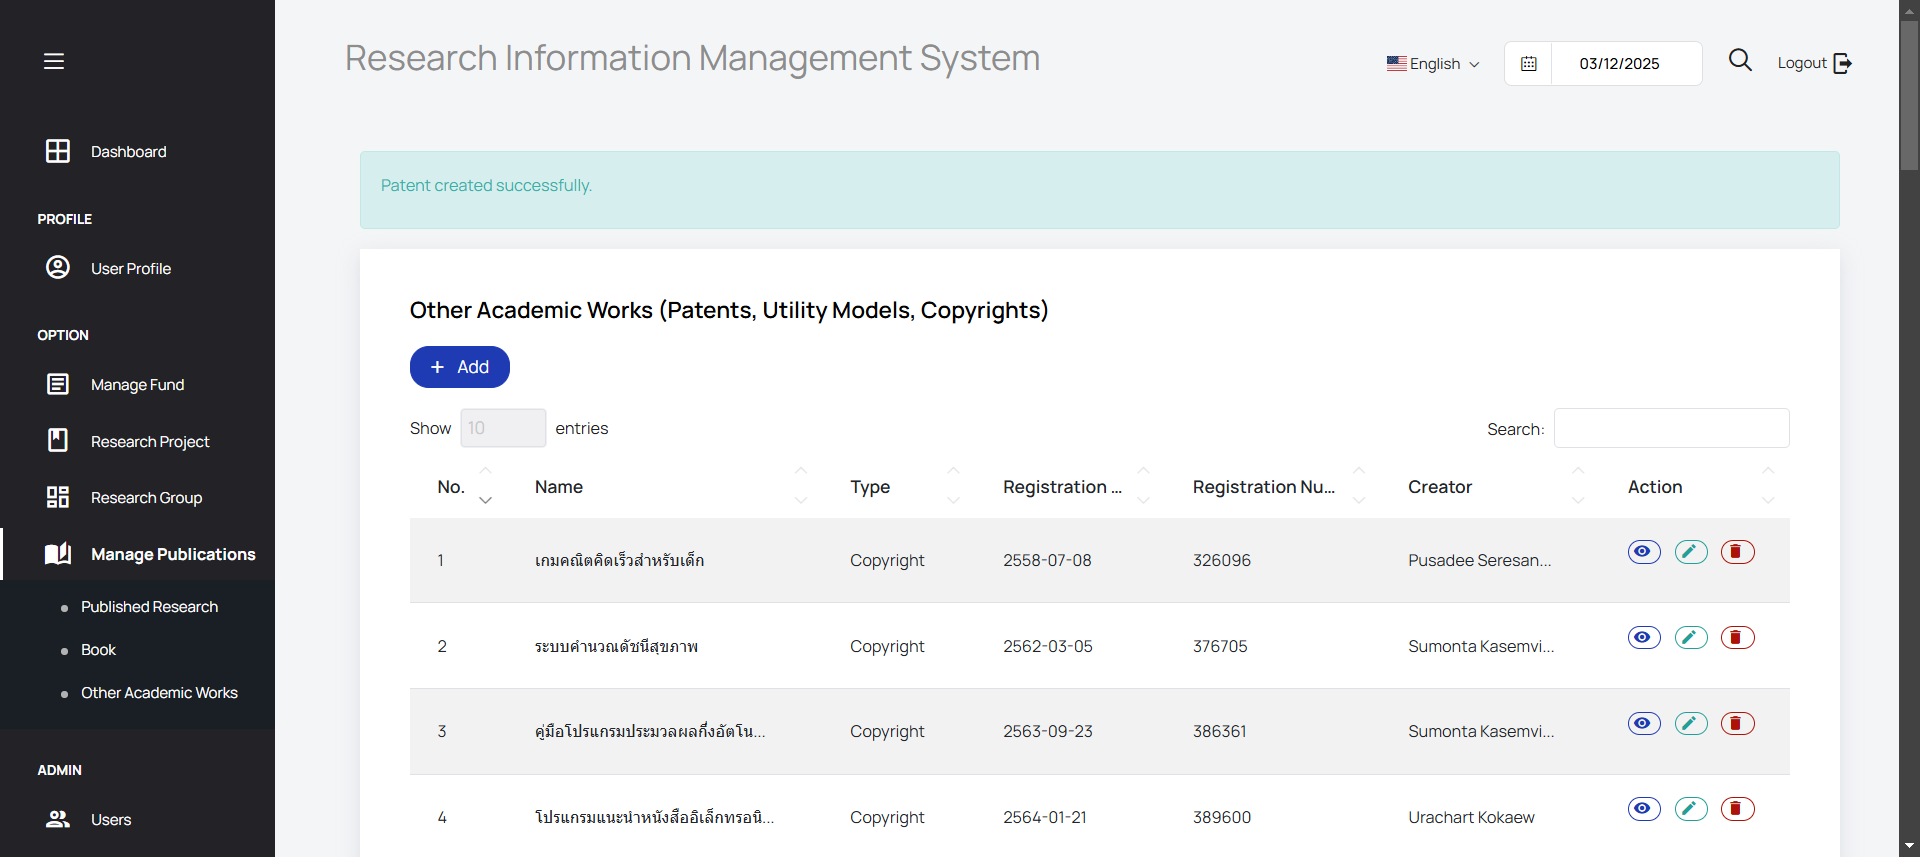 Research Information Management System
English
03/12/2025
Logout
Dashboard
PROFILE
User Profile
OPTION
Manage Fund
Research Project
Research Group
Manage Publications
Published Research
Book
Other Academic Works
ADMIN
Users
Patent created successfully.
Other Academic Works (Patents, Utility Models, Copyrights)
+ Add
Show 10 entries
Search:
No. Name Type Registration ... Registration Nu... Creator Action
1 เกมคณิตคิดเร็วสำหรับเด็ก Copyright 2558-07-08 326096 Pusadee Seresan...
2 ระบบคำนวณดัชนีสุขภาพ Copyright 2562-03-05 376705 Sumonta Kasemvi...
3 คู่มือโปรแกรมประมวลผลกึ่งอัตโน... Copyright 2563-09-23 386361 Sumonta Kasemvi...
4 โปรแกรมแนะนำหนังสืออิเล็กทรอนิ... Copyright 2564-01-21 389600 Urachart Kokaew